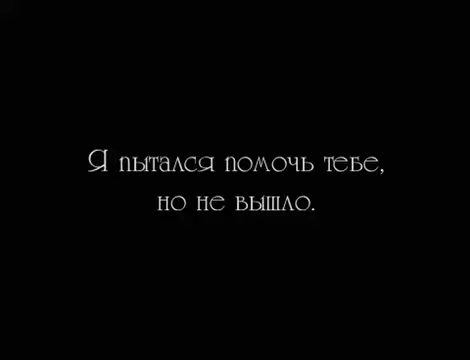 Я пытался помочь тебе,
но не вышло.